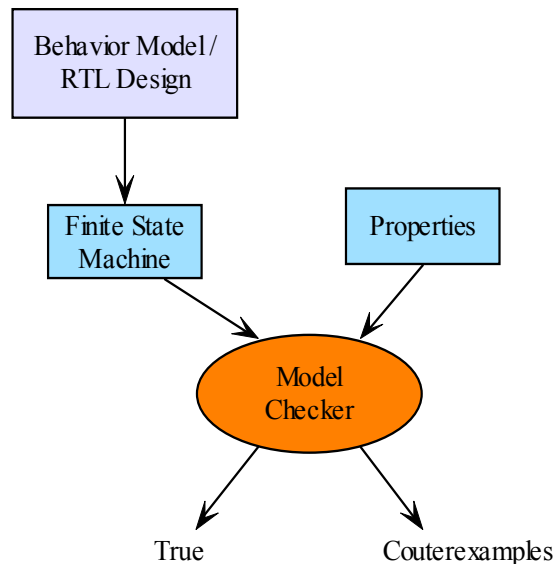 Behavior Model /
RTL Design
Finite State
Machine
Properties
Model
Checker
True
Couterexamples